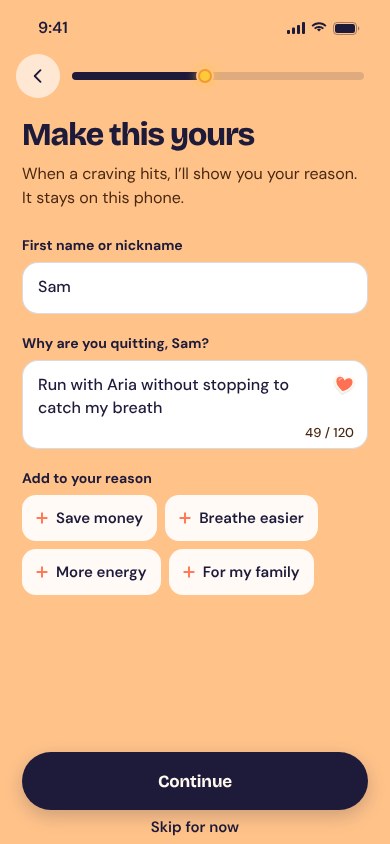 9:41
Make this yours
When a craving hits, I'll show you your reason.
It stays on this phone.
First name or nickname
Sam
Why are you quitting, Sam?
Run with Aria without stopping to
catch my breath
49 / 120
Add to your reason
+ Save money
+ Breathe easier
+ More energy
+ For my family
Continue
Skip for now